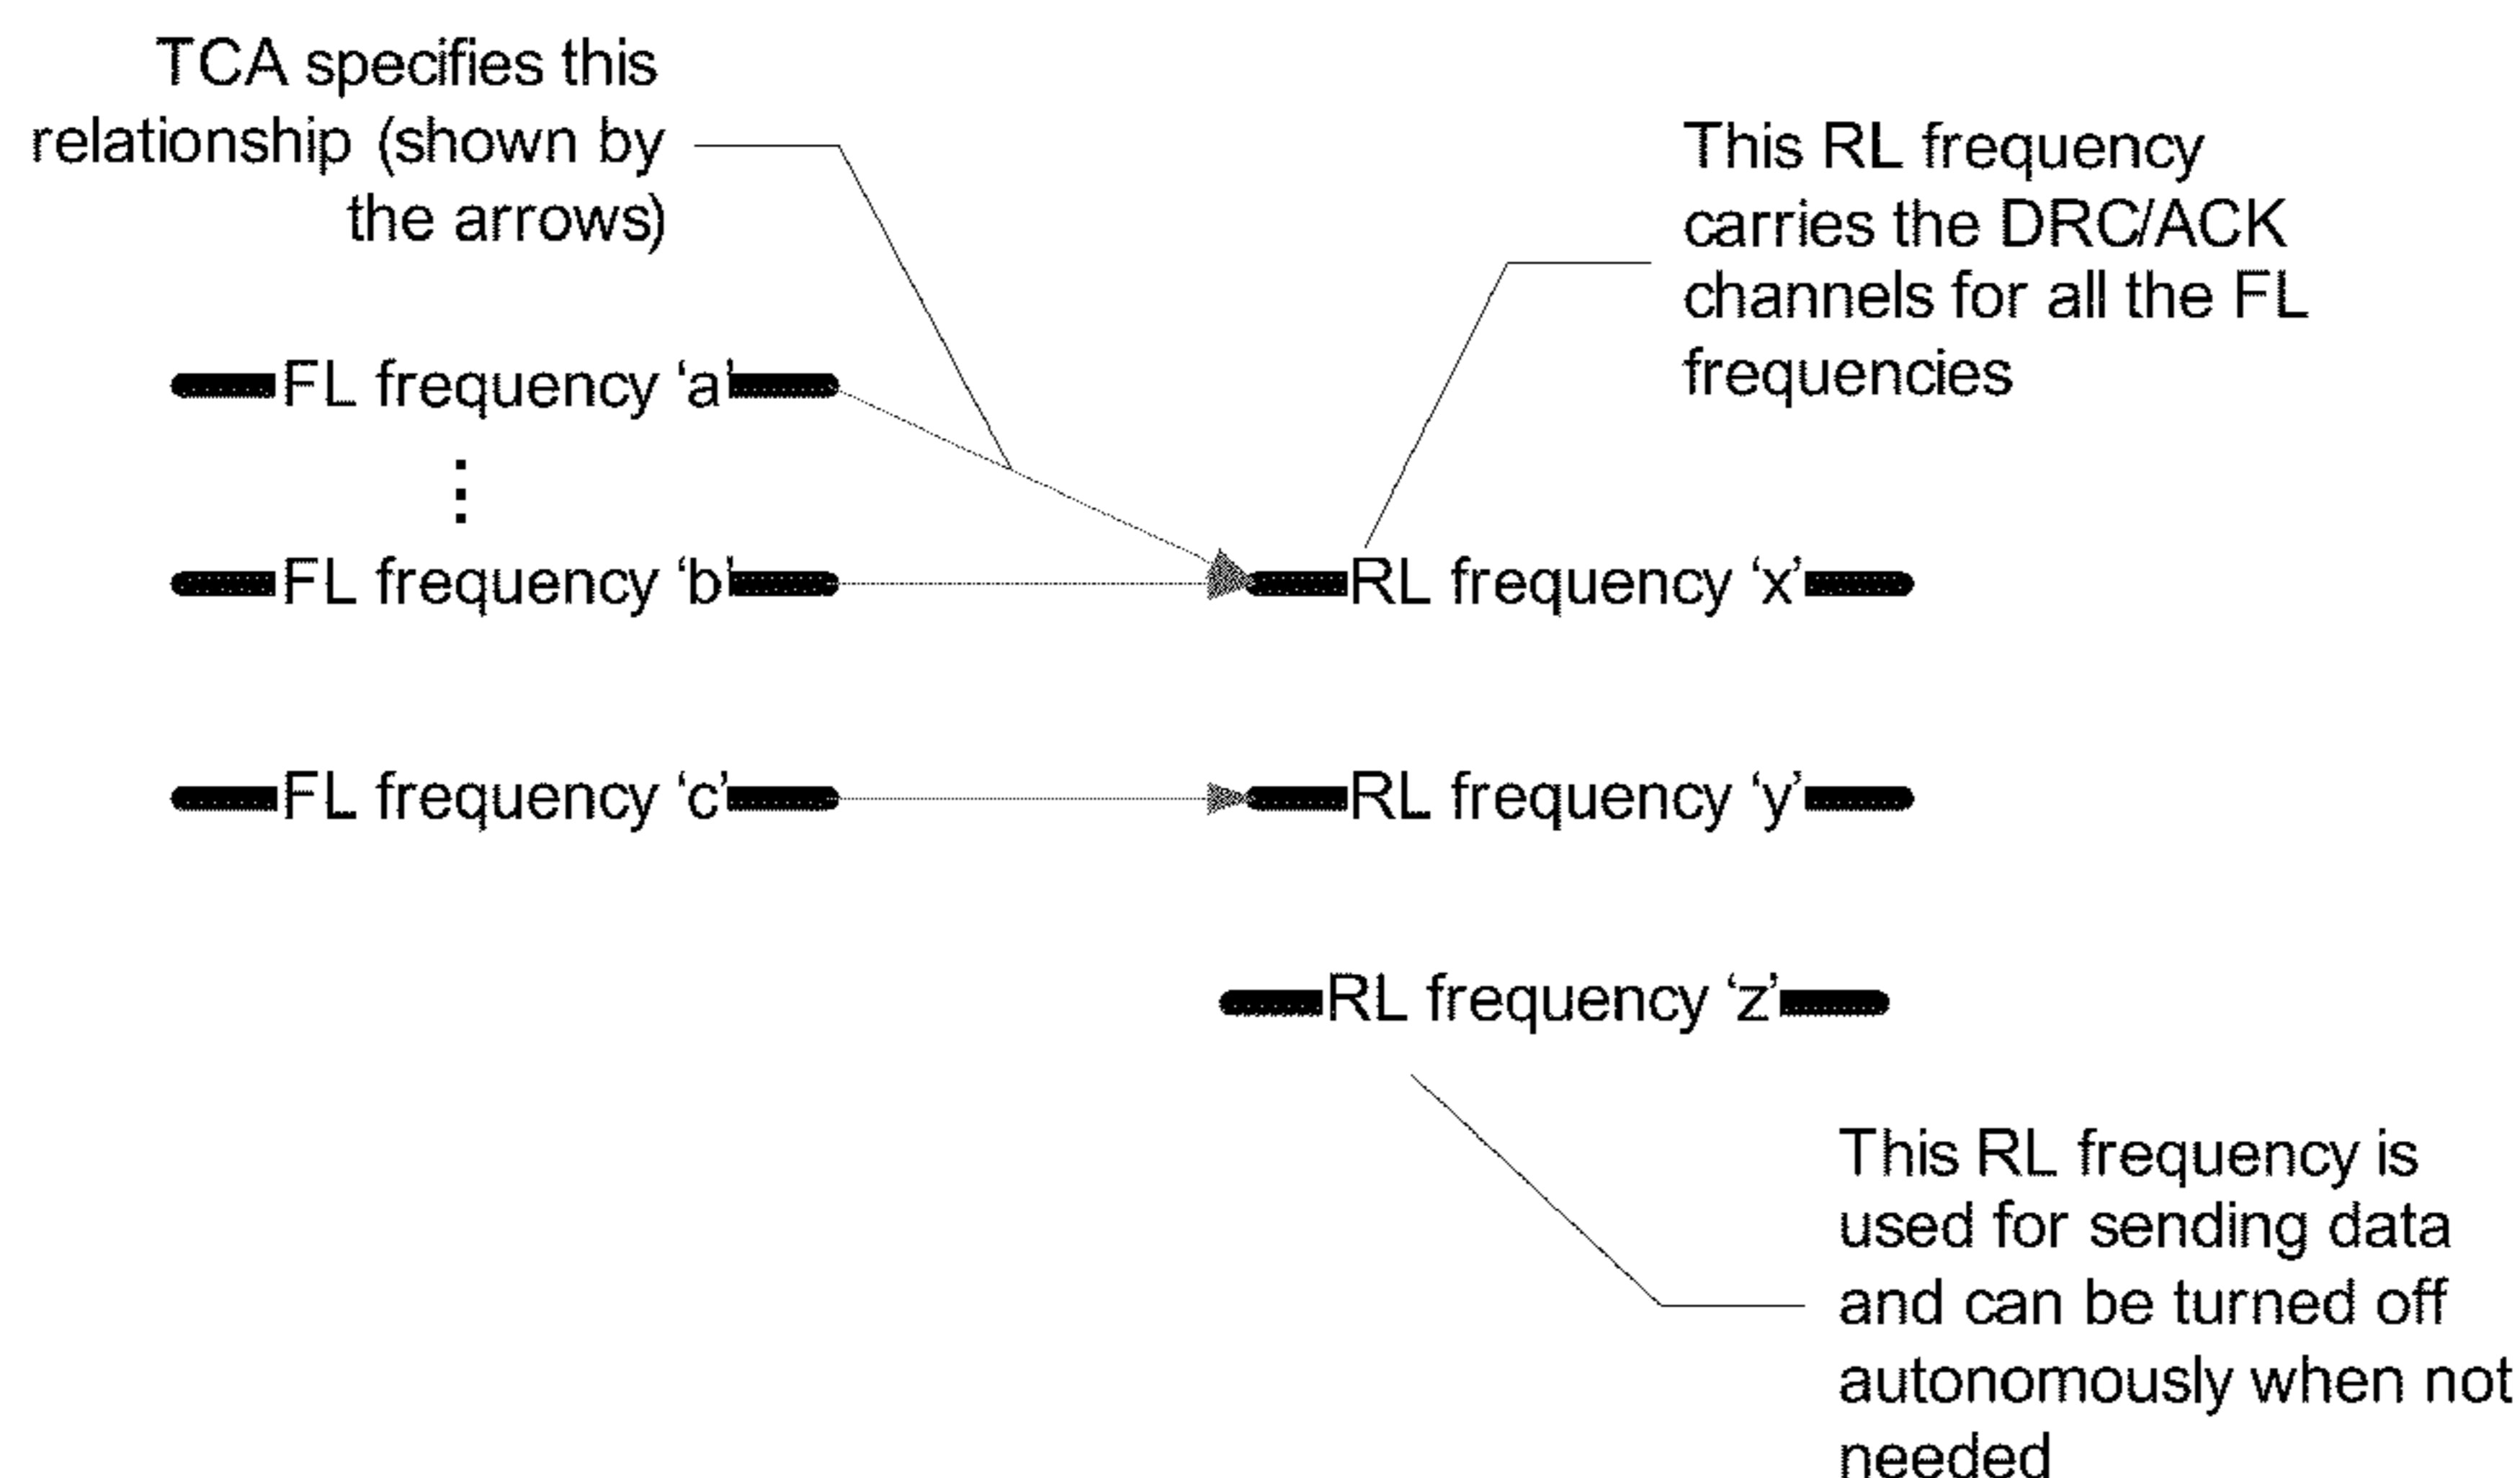 TCA specifies this
relationship (shown by
the arrows)
This RL frequency
carries the DRC/ACK
channels for all the FL
frequencies
FL frequency ‘a’
FL frequency ‘b’
RL frequency ‘x’
FL frequency ‘c’
RL frequency ‘y’
RL frequency ‘z’
This RL frequency is
used for sending data
and can be turned off
autonomously when not
needed